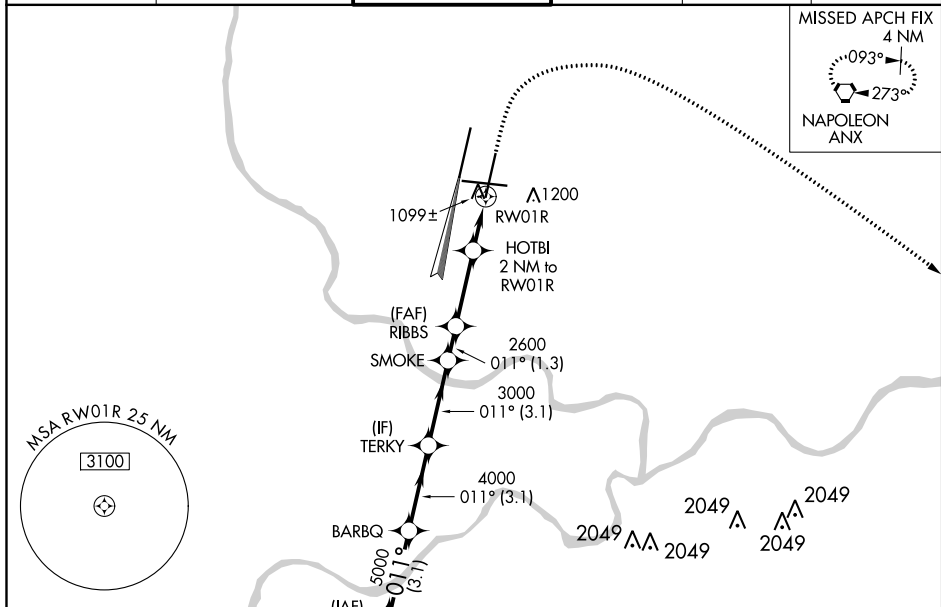 MISSED APCH FIX
4 NM
093°
273°
NAPOLEON
ANX
1099±
1200
RW01R
HOTBI
2 NM to
RW01R
(FAF)
RIBBS
SMOKE
2600
011° (1.3)
3000
011° (3.1)
(IF)
TERKY
4000
011° (3.1)
BARBQ
5000
011°
(3.1)
(IAF)
MSA RW01R 25 NM
3100
2049
2049
2049
2049
2049